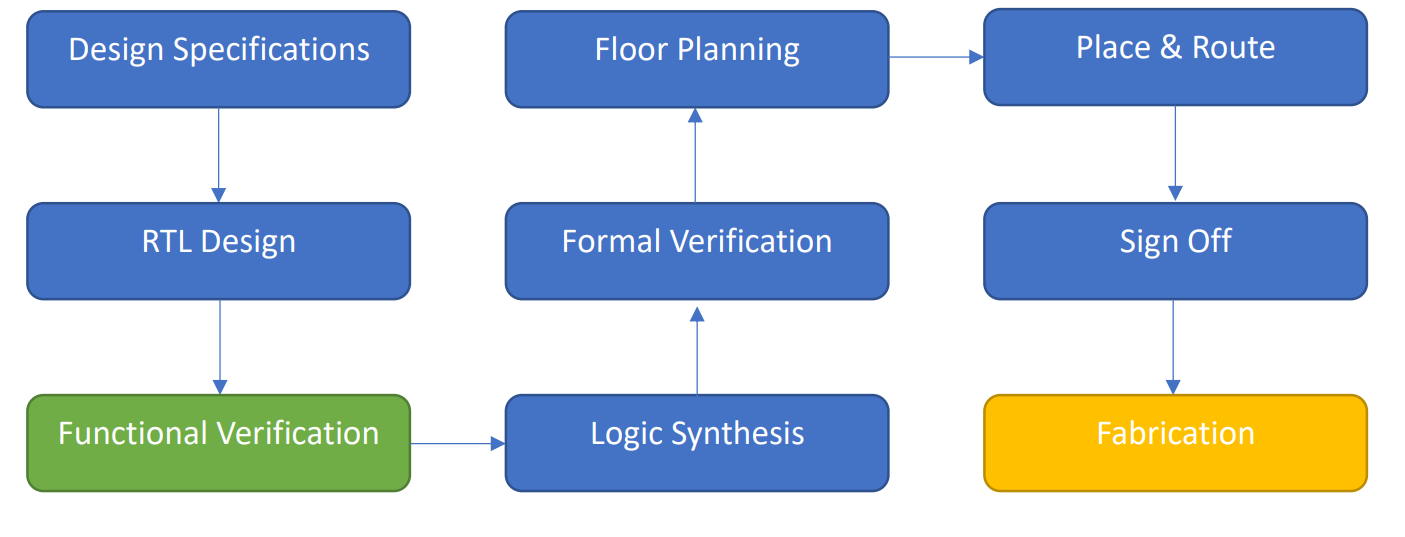 Design Specifications
RTL Design
Functional Verification
Logic Synthesis
Formal Verification
Floor Planning
Place & Route
Sign Off
Fabrication